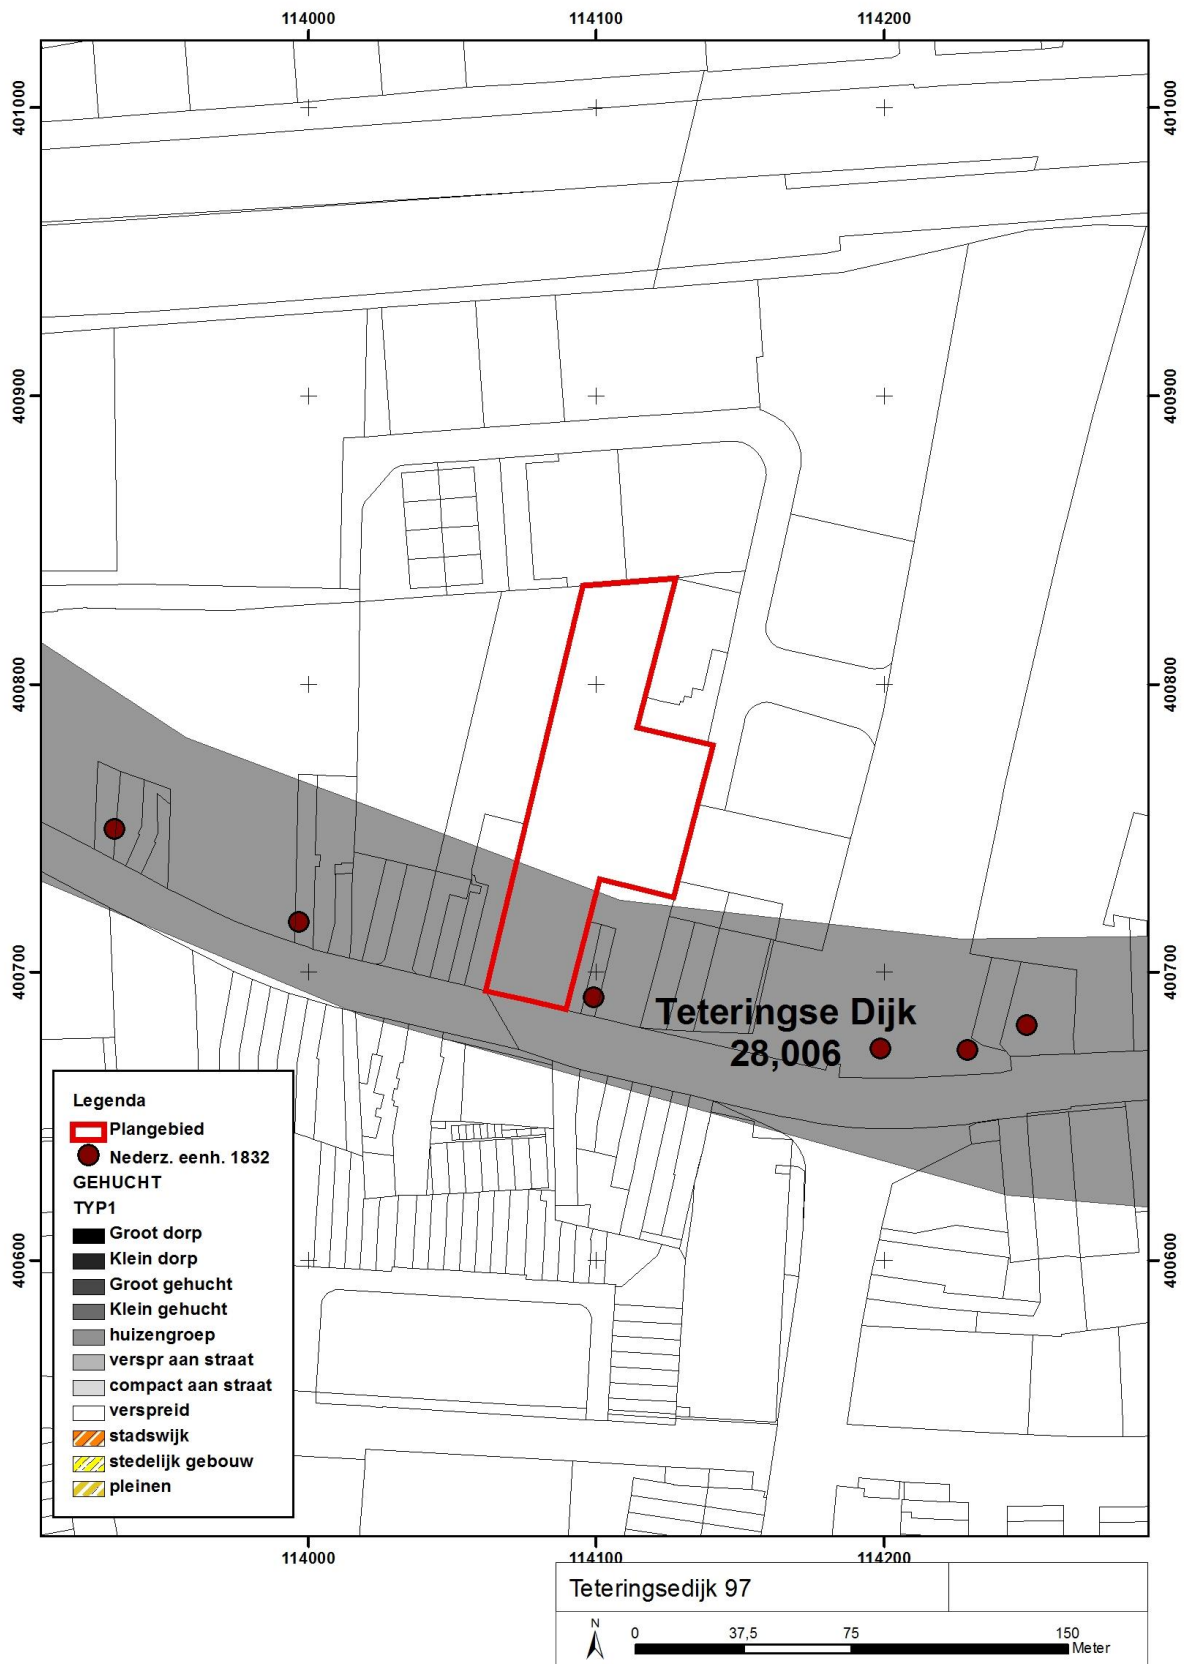 114000 114100 114200
401000 401000
400900 400900
400800 400800
400700 400700
Teteringse Dijk
28,006
Legenda
Plangebied
Nederz. eenh. 1832
GEHUCHT
TYP1
Groot dorp
Klein dorp
Groot gehucht
Klein gehucht
huizengroep
verspr aan straat
compact aan straat
verspreid
stadswijk
stedelijk gebouw
pleinen
400600 400600
114000 114100 114200
Teteringsedijk 97
N
0 37,5 75 150
Meter